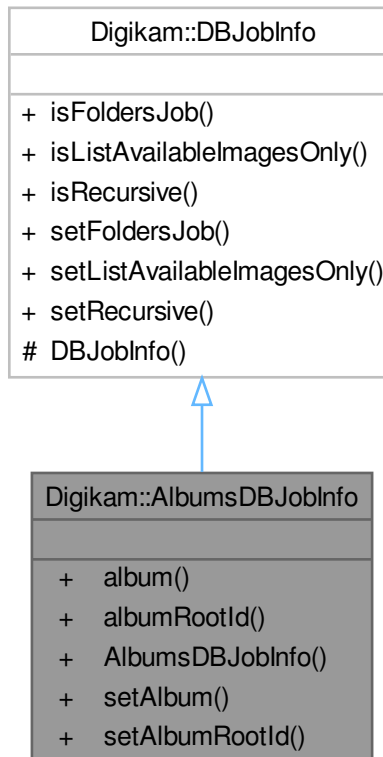 Digikam::DBJobInfo
+ isFoldersJob()
+ isListAvailableImagesOnly()
+ isRecursive()
+ setFoldersJob()
+ setListAvailableImagesOnly()
+ setRecursive()
# DBJobInfo()
Digikam::AlbumsDBJobInfo
+ album()
+ albumRootId()
+ AlbumsDBJobInfo()
+ setAlbum()
+ setAlbumRootId()